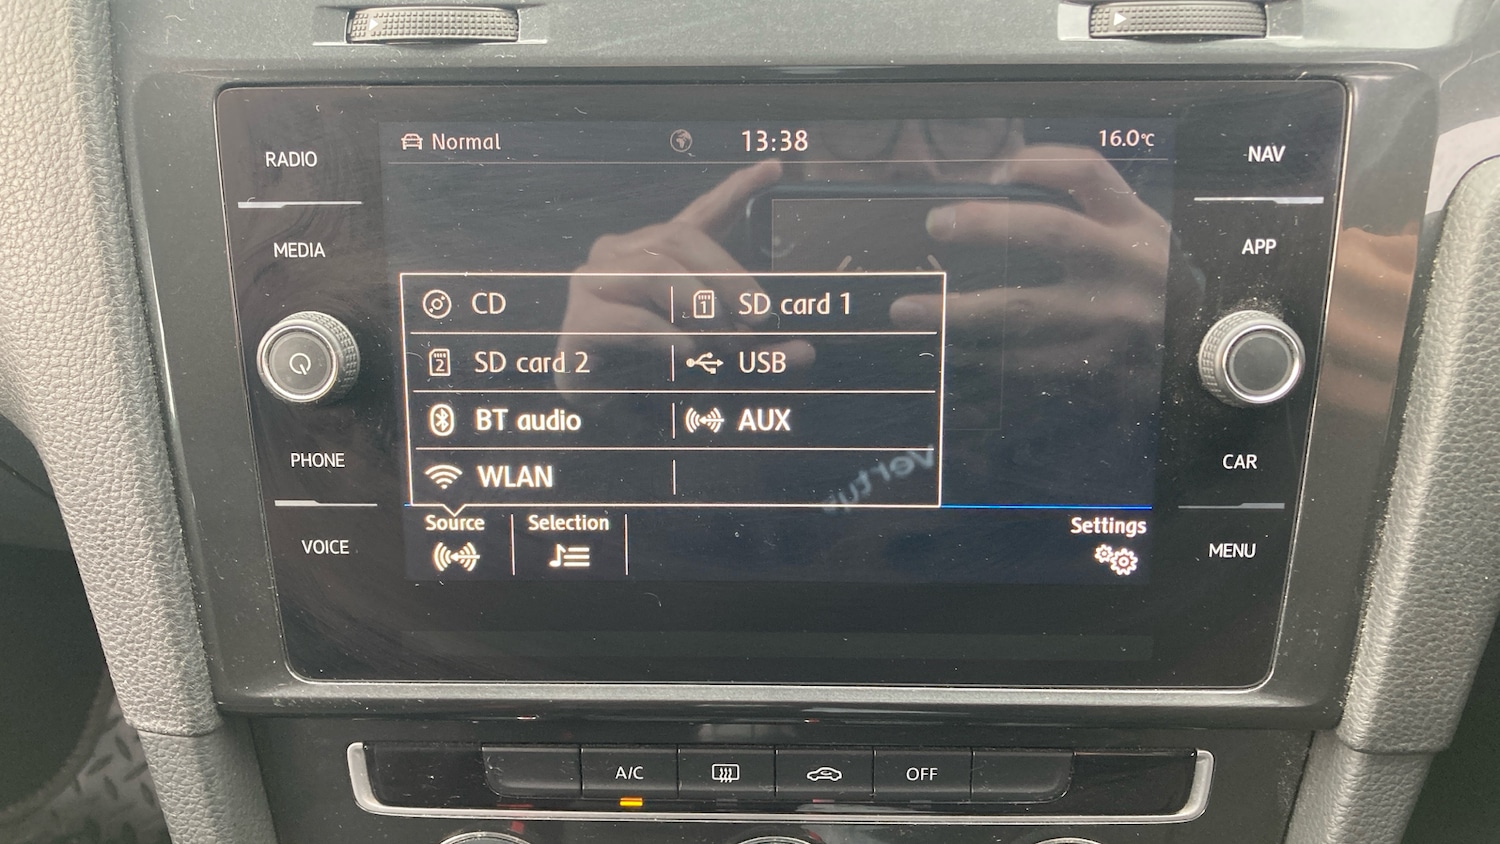 RADIO
MEDIA
PHONE
VOICE
Normal
13:38
16.0°C
CD
SD card 1
SD card 2
USB
BT audio
AUX
WLAN
Source
Selection
Settings
NAV
APP
CAR
MENU
A/C
OFF